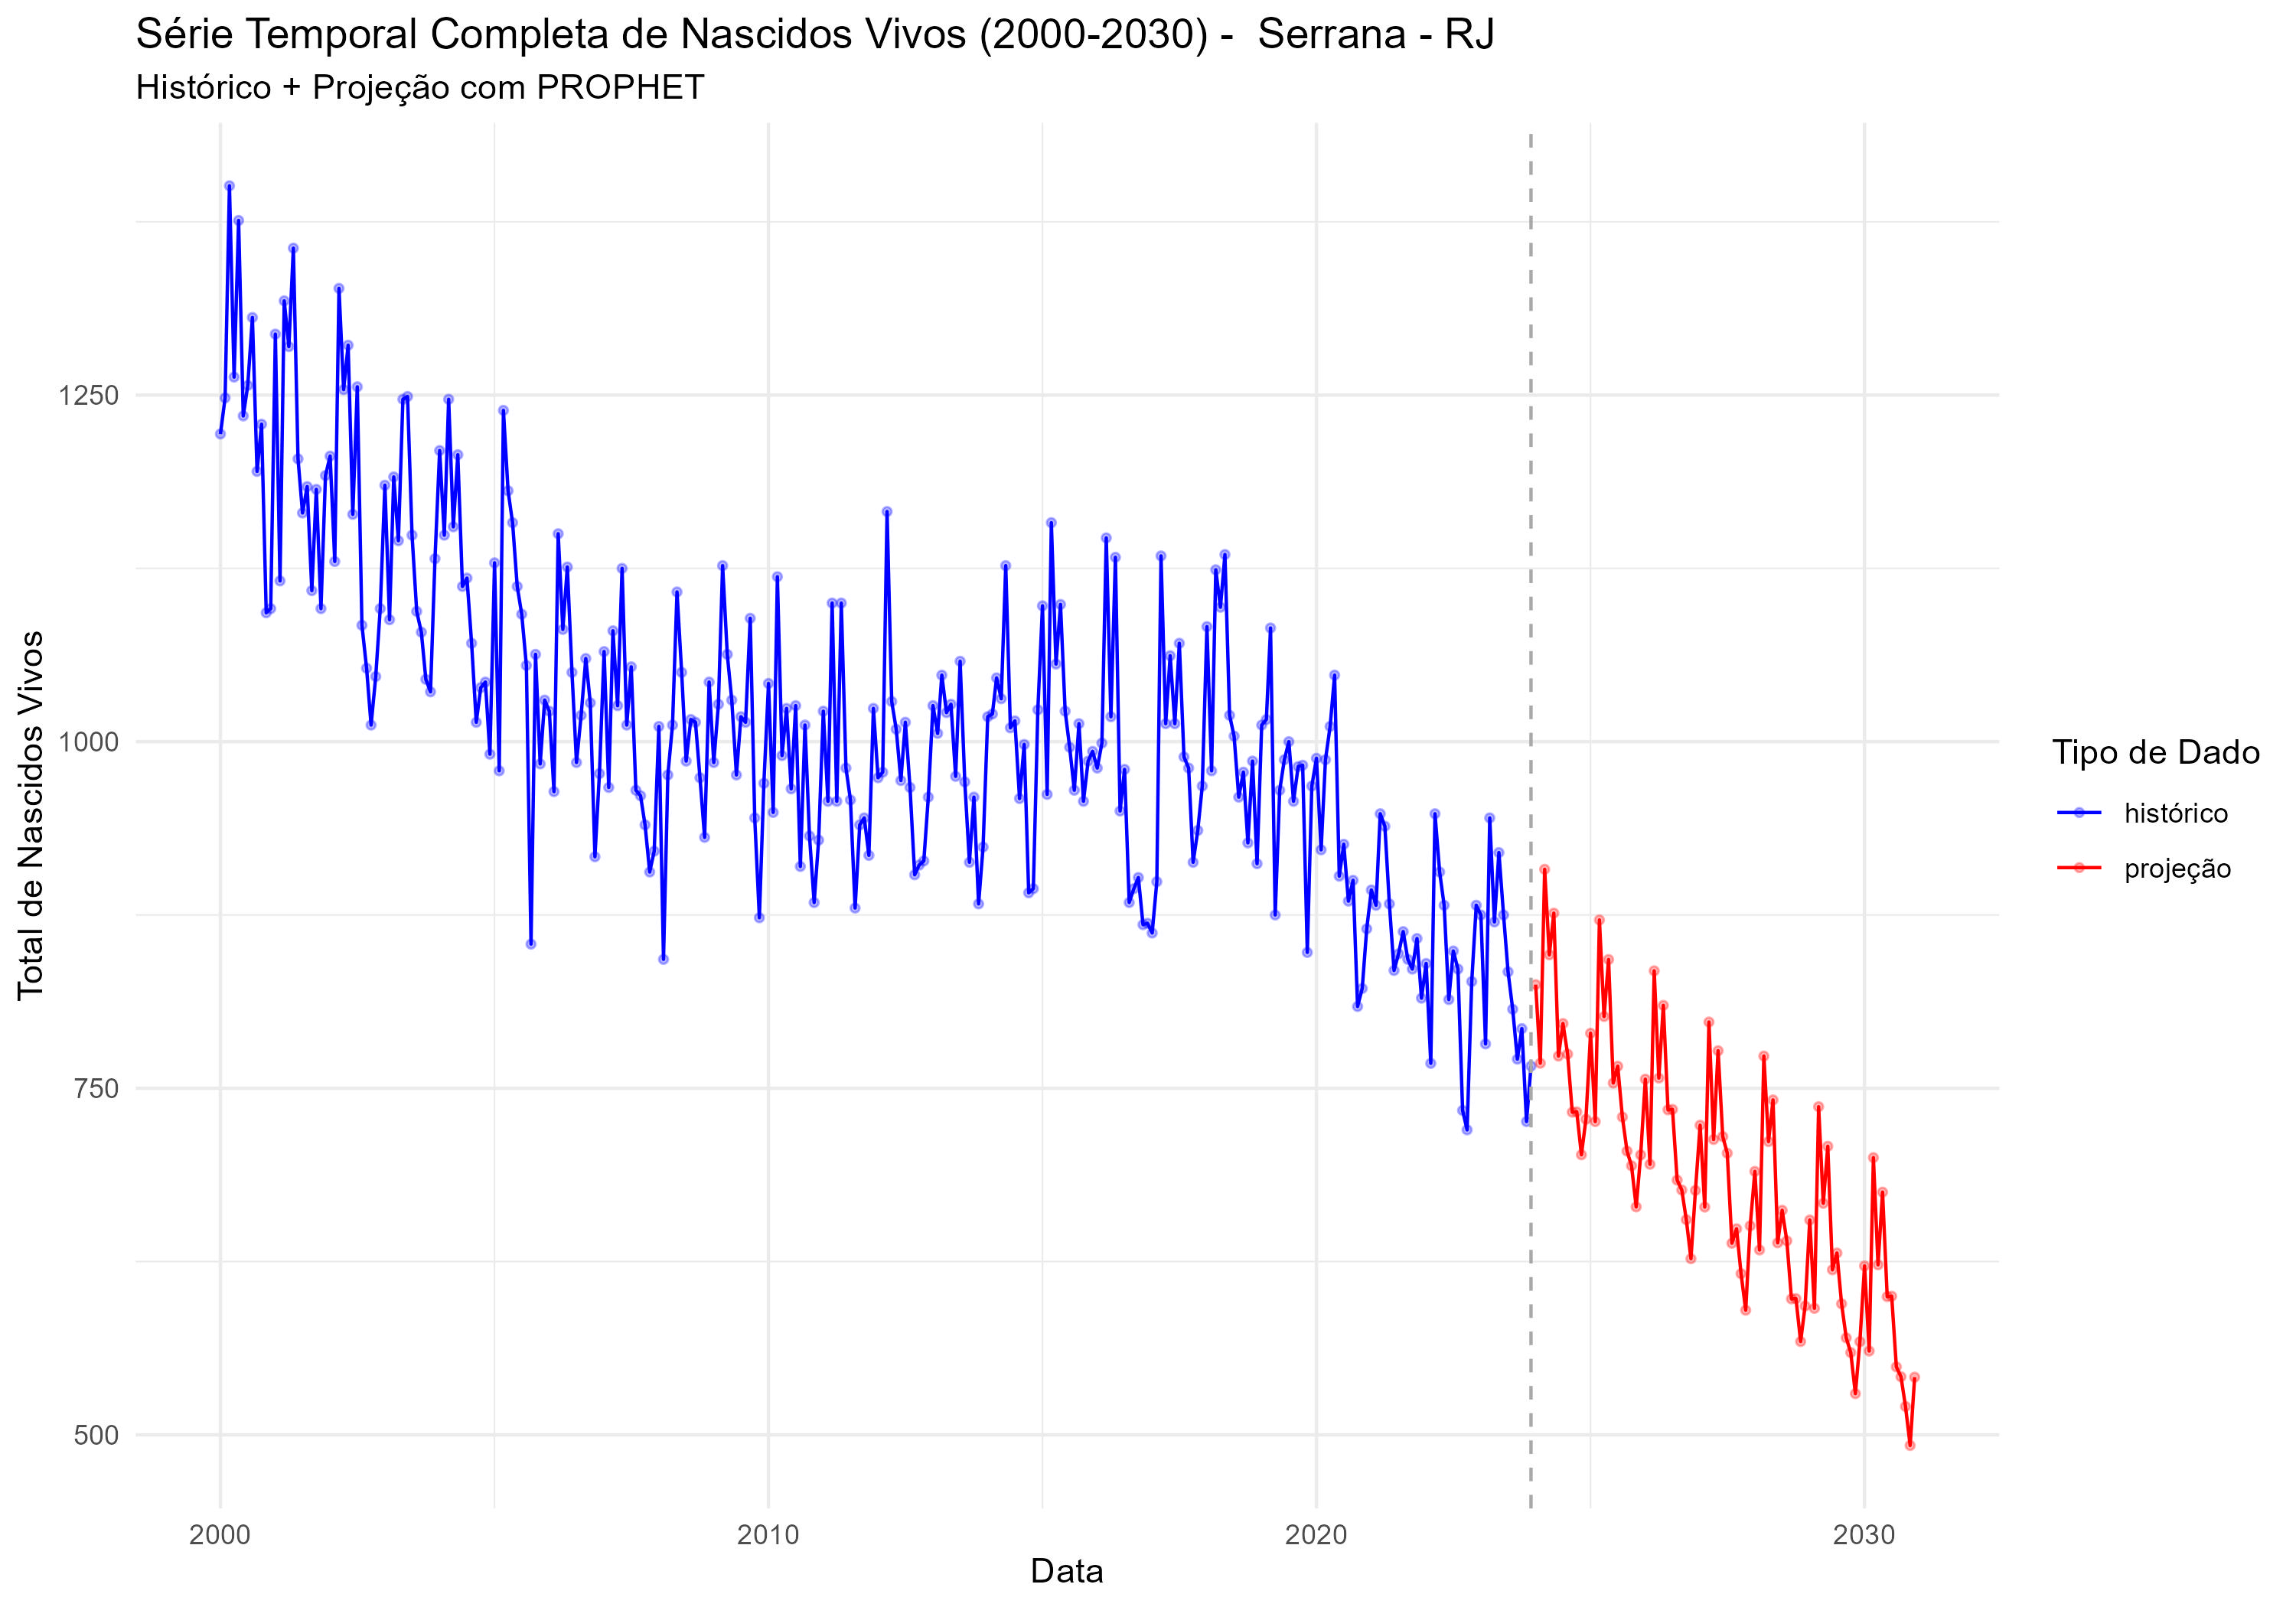 Série Temporal Completa de Nascidos Vivos (2000-2030) -  Serrana - RJ
Histórico + Projeção com PROPHET
Total de Nascidos Vivos
1250
1000
750
500
2000
2010
2020
2030
Data
Tipo de Dado
histórico
projeção